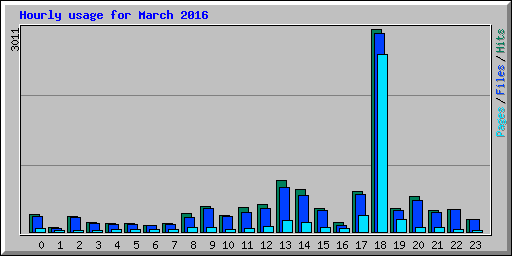 Hourly usage for March 2016
3011
Pages/Files/Hits
0 1 2 3 4 5 6 7 8 9 10 11 12 13 14 15 16 17 18 19 20 21 22 23